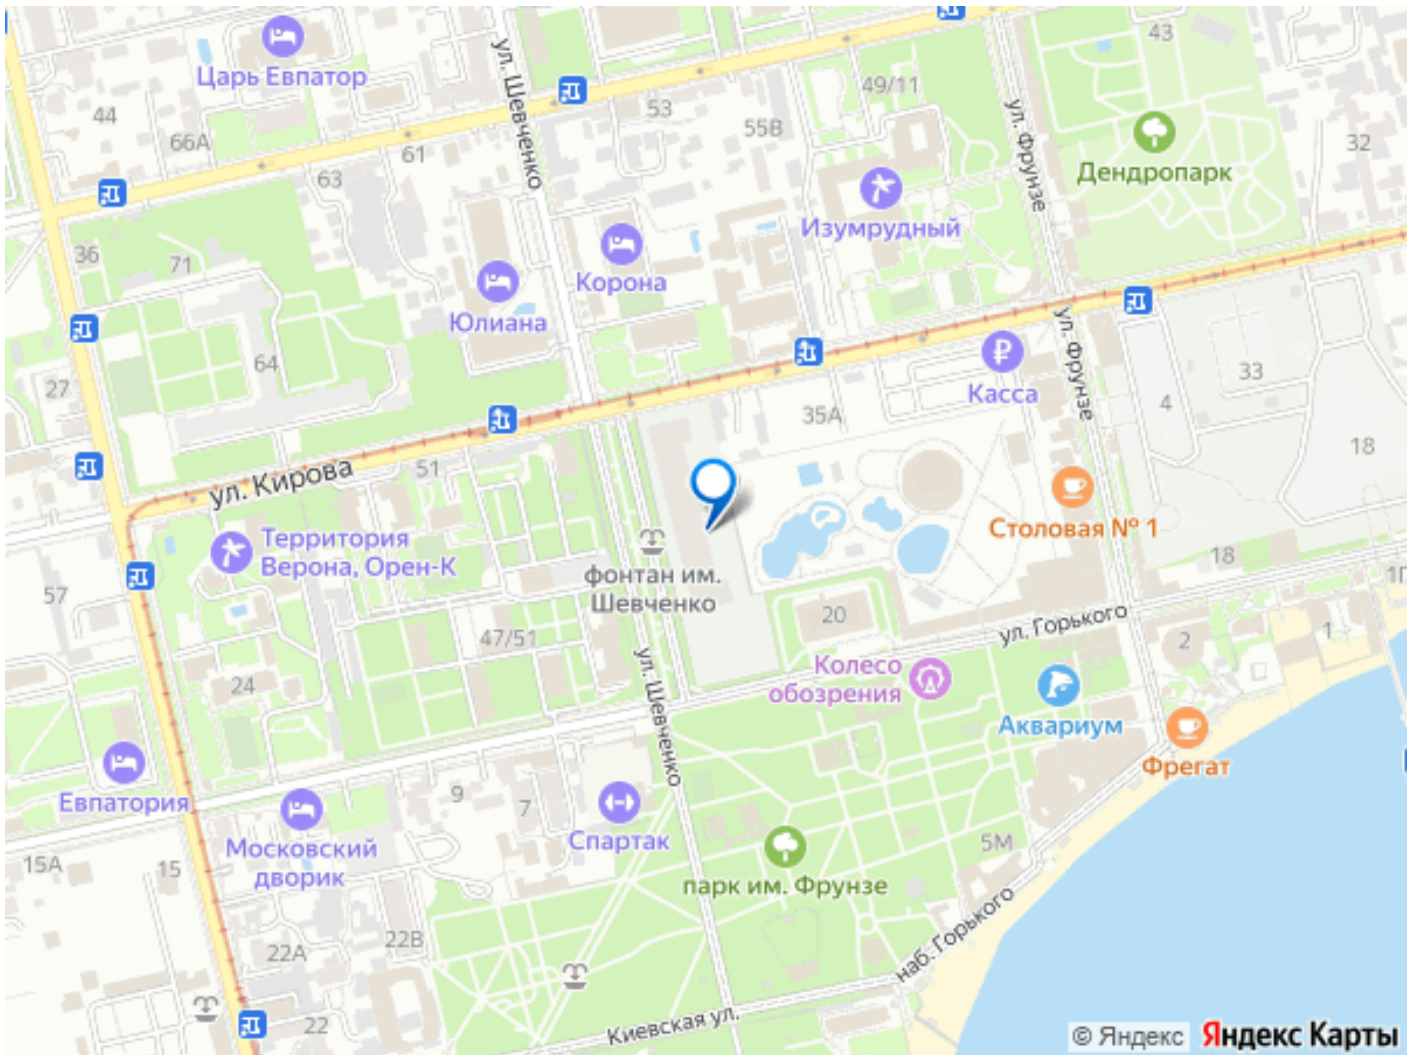 43
Царь Евпатор
ул. Шевченко
49/11
ул. Фрунзе
44
53
55В
66А
61
32
Дендропарк
63
Изумрудный
36
71
Корона
Юлиана
ул. Фрунзе
64
Касса
33
27
35А
4
18
51
ул. Кирова
Столовая № 1
Территория
Верона, Орен-К
18
фонтан им.
Шевченко
57
1П
20
ул. Горького
1
2
47/51
ул. Шевченко
Колесо
обозрения
24
Аквариум
Фрегат
Евпатория
9
7
Спартак
Московский
дворик
5М
15А
15
парк им. Фрунзе
22В
22А
наб. Горького
22
Киевская ул.
© Яндекс
Яндекс Карты